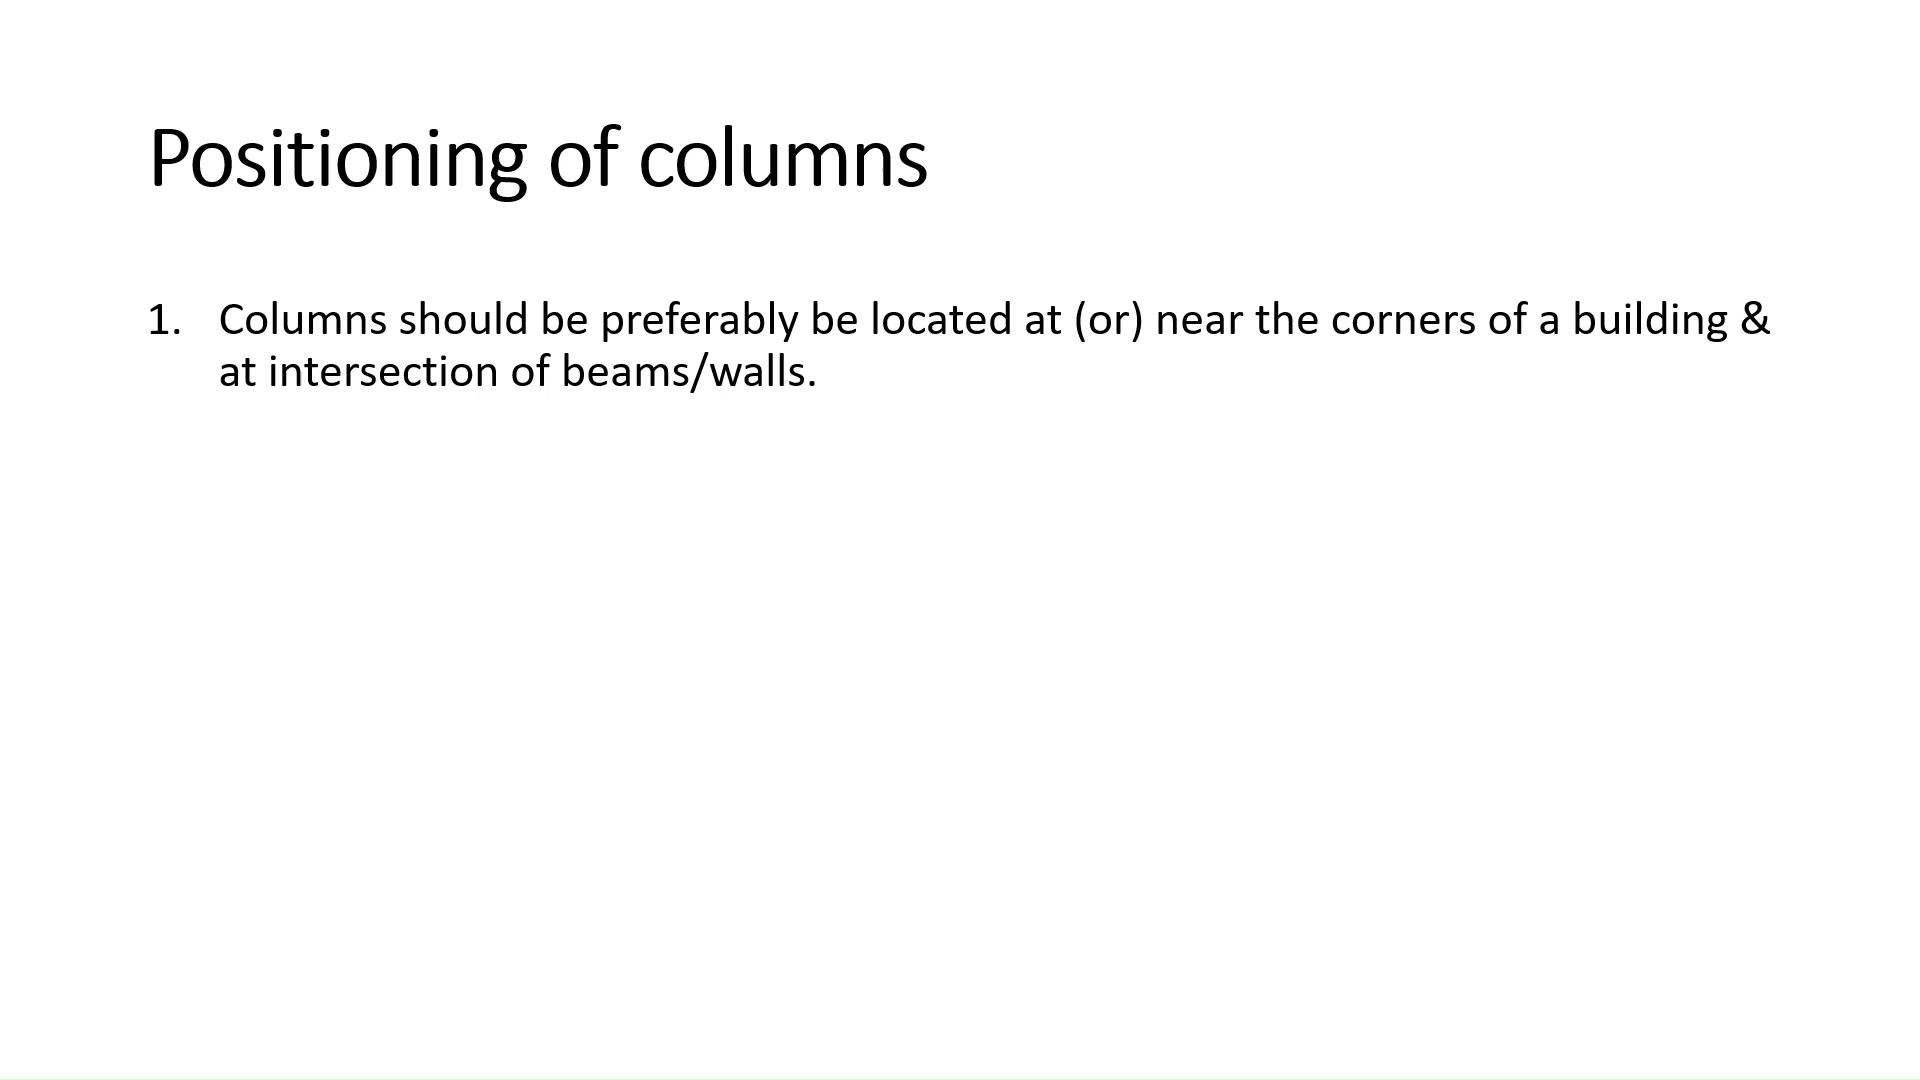 Positioning of columns
1. Columns should be preferably be located at (or) near the corners of a building &
at intersection of beams/walls.